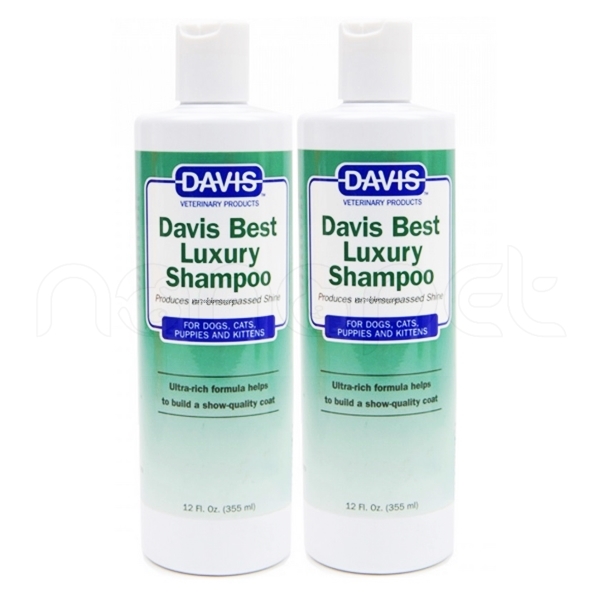 DAVIS™
VETERINARY PRODUCTS
Davis Best
Luxury
Shampoo
Produces an Unsurpassed Shine
FOR DOGS, CATS,
PUPPIES AND KITTENS
Ultra-rich formula helps
to build a show-quality coat
12 Fl. Oz. (355 ml)
DAVIS™
VETERINARY PRODUCTS
Davis Best
Luxury
Shampoo
Produces an Unsurpassed Shine
FOR DOGS, CATS,
PUPPIES AND KITTENS
Ultra-rich formula helps
to build a show-quality coat
12 Fl. Oz. (355 ml)